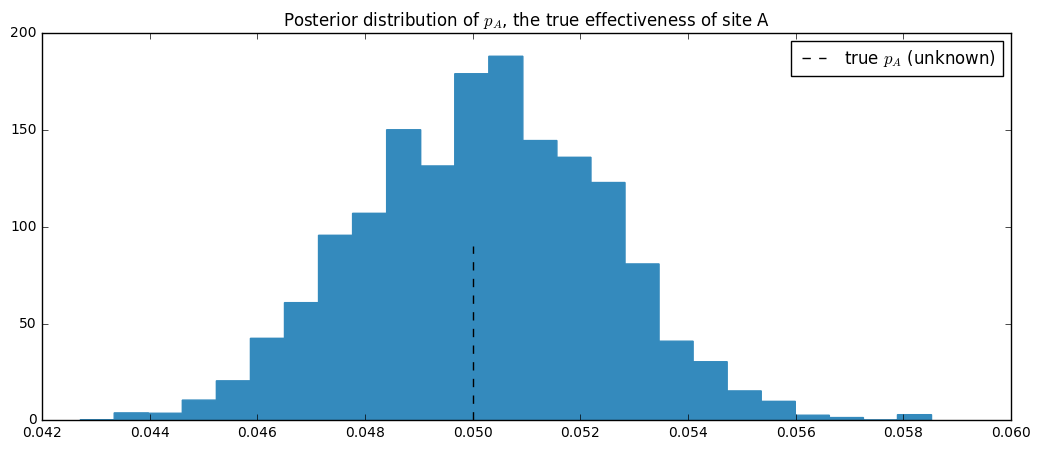 Posterior distribution of p_A, the true effectiveness of site A
true p_A (unknown)
200
150
100
50
0
0.042 0.044 0.046 0.048 0.050 0.052 0.054 0.056 0.058 0.060